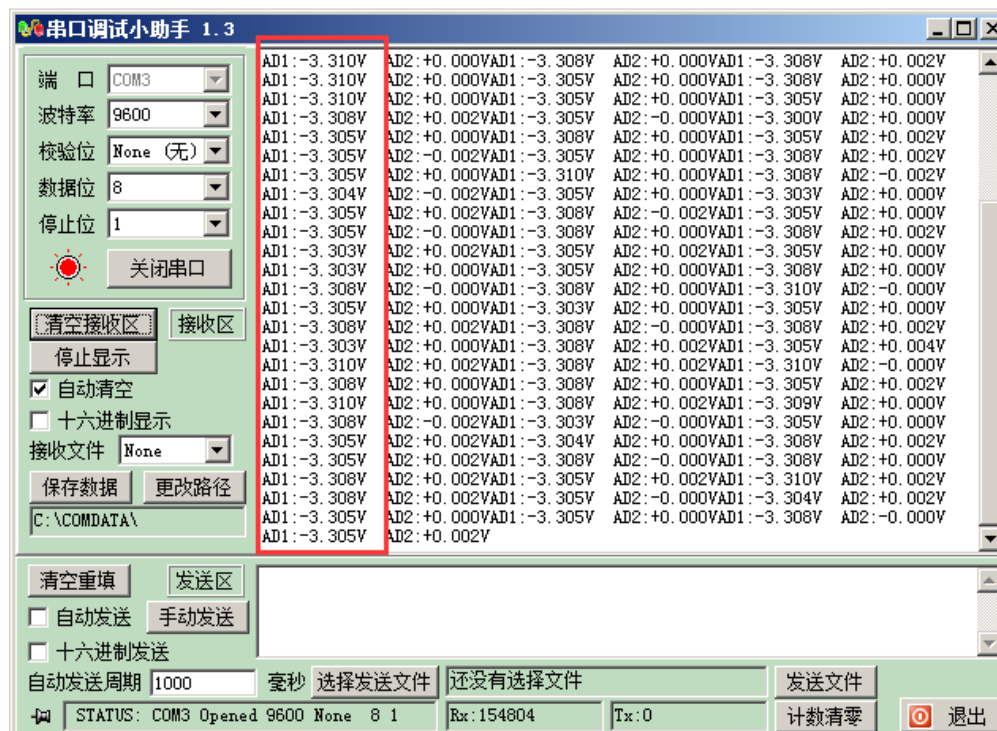 串口调试小助手 1.3
端 口 COM3
波特率 9600
校验位 None (无)
数据位 8
停止位 1
关闭串口
清空接收区 接收区
停止显示
自动清空
十六进制显示
接收文件 None
保存数据 更改路径
C:\COMDATA\
AD1:-3.310V AD2:+0.000VAD1:-3.308V AD2:+0.000VAD1:-3.308V AD2:+0.002V
AD1:-3.310V AD2:+0.000VAD1:-3.305V AD2:+0.000VAD1:-3.308V AD2:+0.000V
AD1:-3.310V AD2:+0.000VAD1:-3.305V AD2:+0.000VAD1:-3.305V AD2:+0.000V
AD1:-3.308V AD2:+0.002VAD1:-3.305V AD2:-0.000VAD1:-3.300V AD2:+0.000V
AD1:-3.305V AD2:+0.000VAD1:-3.308V AD2:+0.000VAD1:-3.305V AD2:+0.002V
AD1:-3.305V AD2:-0.002VAD1:-3.305V AD2:+0.000VAD1:-3.308V AD2:+0.002V
AD1:-3.305V AD2:+0.000VAD1:-3.310V AD2:+0.000VAD1:-3.308V AD2:-0.002V
AD1:-3.304V AD2:-0.002VAD1:-3.305V AD2:+0.000VAD1:-3.303V AD2:+0.000V
AD1:-3.305V AD2:+0.002VAD1:-3.308V AD2:-0.002VAD1:-3.305V AD2:+0.000V
AD1:-3.305V AD2:-0.000VAD1:-3.308V AD2:-0.000VAD1:-3.308V AD2:+0.002V
AD1:-3.303V AD2:+0.002VAD1:-3.305V AD2:+0.002VAD1:-3.305V AD2:+0.000V
AD1:-3.303V AD2:+0.000VAD1:-3.305V AD2:+0.000VAD1:-3.308V AD2:+0.000V
AD1:-3.308V AD2:-0.000VAD1:-3.308V AD2:+0.000VAD1:-3.310V AD2:-0.000V
AD1:-3.305V AD2:+0.000VAD1:-3.303V AD2:+0.002VAD1:-3.308V AD2:+0.000V
AD1:-3.308V AD2:-0.002VAD1:-3.308V AD2:-0.000VAD1:-3.308V AD2:+0.002V
AD1:-3.303V AD2:+0.000VAD1:-3.308V AD2:+0.002VAD1:-3.305V AD2:+0.004V
AD1:-3.310V AD2:+0.002VAD1:-3.308V AD2:+0.002VAD1:-3.310V AD2:-0.000V
AD1:-3.308V AD2:+0.000VAD1:-3.308V AD2:+0.000VAD1:-3.305V AD2:+0.002V
AD1:-3.310V AD2:+0.000VAD1:-3.308V AD2:+0.002VAD1:-3.309V AD2:+0.000V
AD1:-3.308V AD2:-0.002VAD1:-3.303V AD2:-0.000VAD1:-3.305V AD2:+0.000V
AD1:-3.305V AD2:+0.002VAD1:-3.304V AD2:+0.000VAD1:-3.308V AD2:+0.002V
AD1:-3.305V AD2:+0.002VAD1:-3.308V AD2:-0.000VAD1:-3.308V AD2:+0.000V
AD1:-3.308V AD2:+0.002VAD1:-3.305V AD2:+0.002VAD1:-3.310V AD2:+0.000V
AD1:-3.308V AD2:+0.002VAD1:-3.305V AD2:-0.000VAD1:-3.304V AD2:+0.002V
AD1:-3.305V AD2:+0.000VAD1:-3.305V AD2:+0.000VAD1:-3.308V AD2:-0.000V
AD1:-3.305V AD2:+0.002V
清空重填 发送区
自动发送 手动发送
十六进制发送
自动发送周期 1000 毫秒 选择发送文件 还没有选择文件 发送文件
STATUS: COM3 Opened 9600 None 8 1 Rx:154804 Tx:0 计数清零 退出